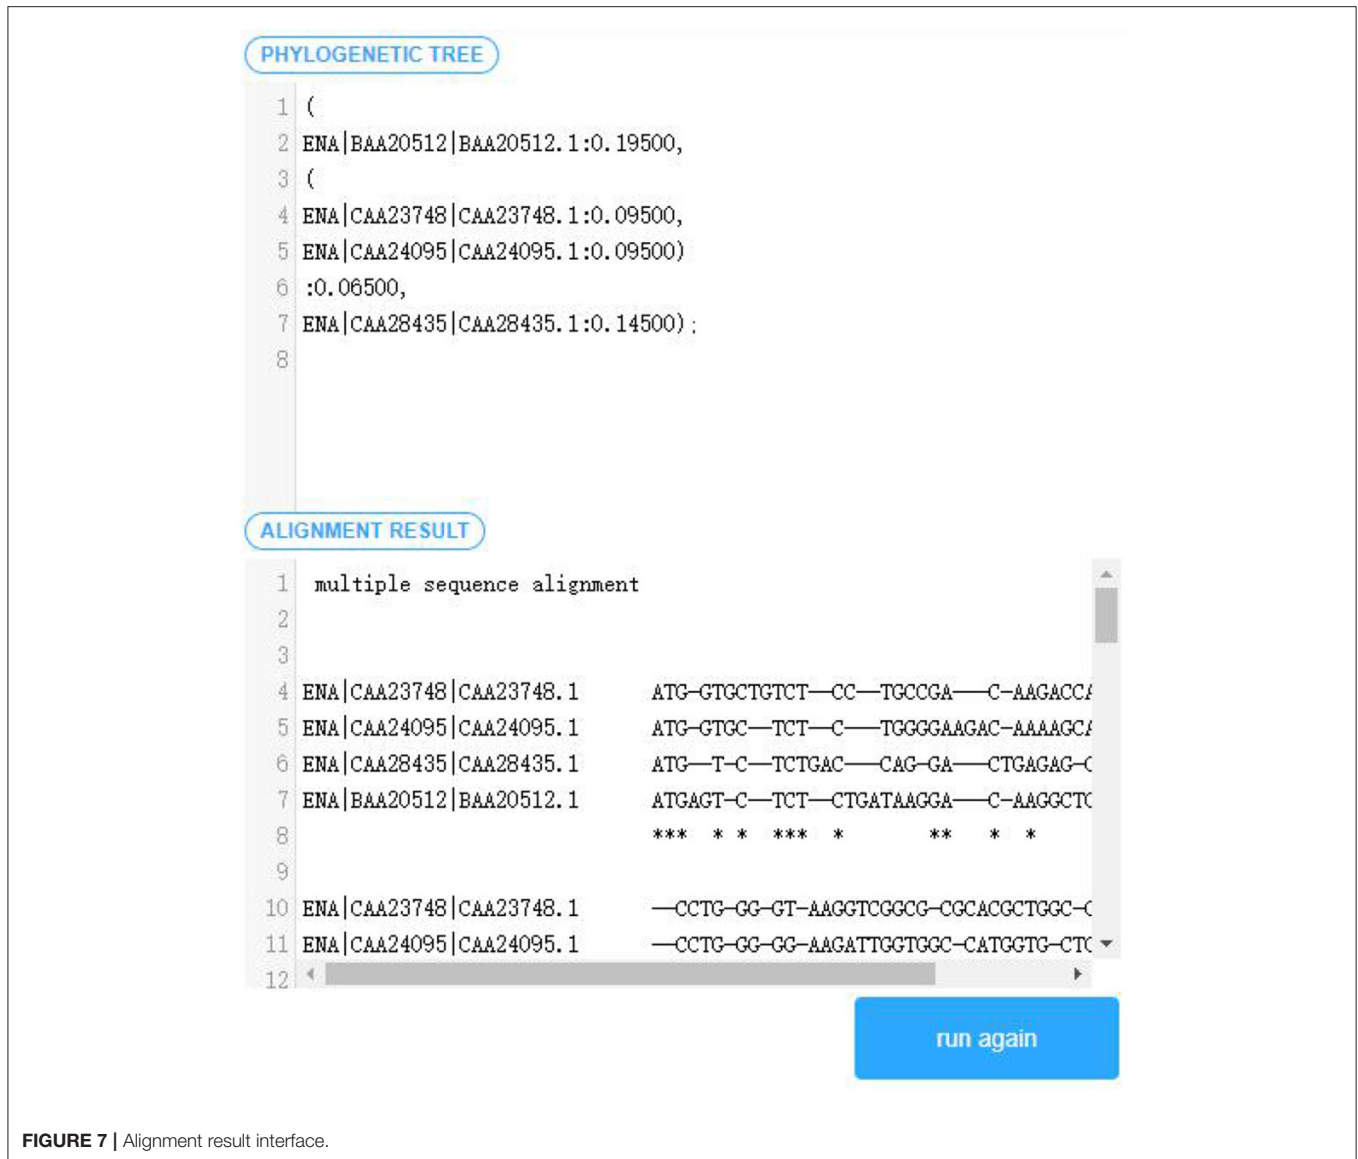 PHYLOGENETIC TREE
1 (
2 ENA|BAA20512|BAA20512.1:0.19500,
3 (
4 ENA|CAA23748|CAA23748.1:0.09500,
5 ENA|CAA24095|CAA24095.1:0.09500)
6 :0.06500,
7 ENA|CAA28435|CAA28435.1:0.14500);
8
ALIGNMENT RESULT
1 multiple sequence alignment
2
3
4 ENA|CAA23748|CAA23748.1 ATG-GTGCTGTCT--CC--TGCCGA---C-AAGACCA
5 ENA|CAA24095|CAA24095.1 ATG-GTGC--TCT--C---TGGGGAAGAC-AAAAGCA
6 ENA|CAA28435|CAA28435.1 ATG--T-C--TCTGAC---CAG-GA---CTGAGAG-C
7 ENA|BAA20512|BAA20512.1 ATGAGT-C--TCT--CTGATAAGGA---C-AAGGCTC
8 ***  * *  ***  *       **   *  *
9
10 ENA|CAA23748|CAA23748.1 --CCTG-GG-GT-AAGGTCGGCG-CGCACGCTGGC-C
11 ENA|CAA24095|CAA24095.1 --CCTG-GG-GG-AAGATTGGTGGC-CATGGTG-CTC
12
run again
FIGURE 7 | Alignment result interface.